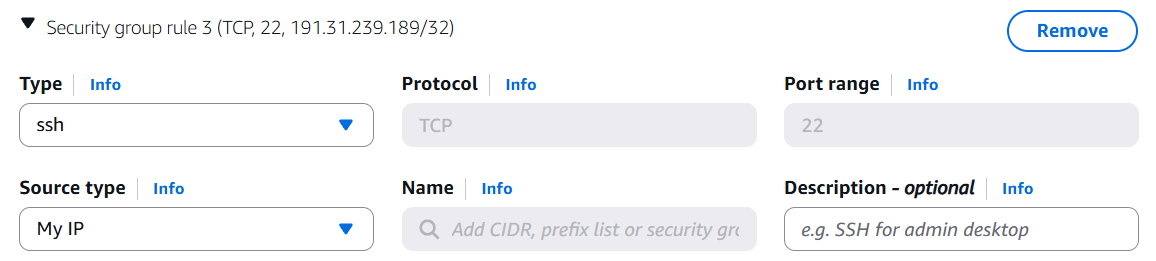 Security group rule 3 (TCP, 22, 191.31.239.189/32)
Remove
Type Info
Protocol Info
Port range Info
ssh
TCP
22
Source type Info
Name Info
Description - optional Info
My IP
Add CIDR, prefix list or security gro
e.g. SSH for admin desktop